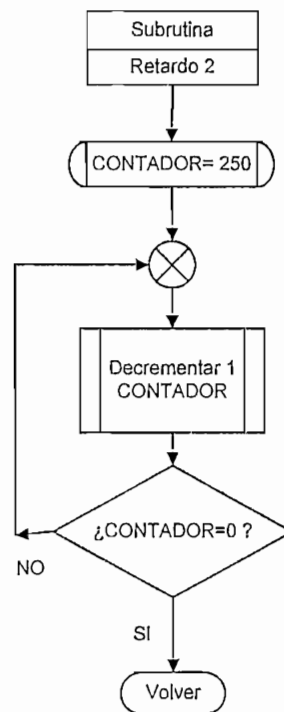 Subrutina
Retardo 2
CONTADOR= 250
Decrementar 1
CONTADOR
¿CONTADOR=0 ?
NO
SI
Volver